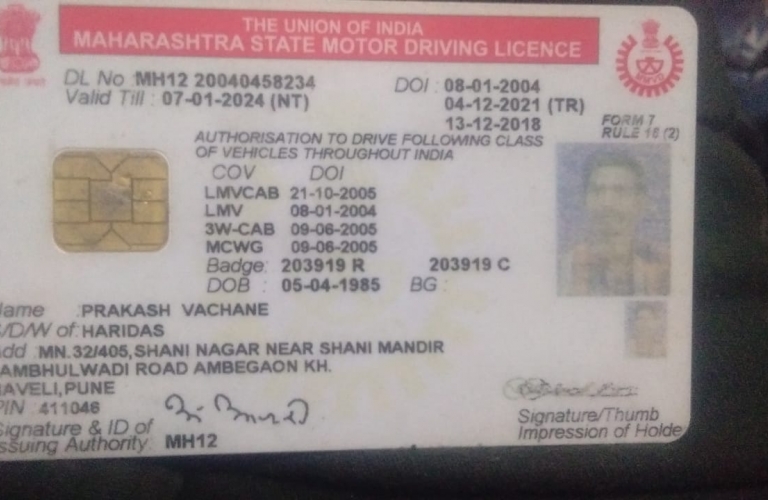 THE UNION OF INDIA
MAHARASHTRA STATE MOTOR DRIVING LICENCE
DL No : MH12 20040458234 DOI : 08-01-2004
Valid Till : 07-01-2024 (NT) 04-12-2021 (TR)
13-12-2018
FORM 7
RULE 16 (2)
AUTHORISATION TO DRIVE FOLLOWING CLASS
OF VEHICLES THROUGHOUT INDIA
COV DOI
LMVCAB 21-10-2005
LMV 08-01-2004
3W-CAB 09-06-2005
MCWG 09-06-2005
Badge: 203919 R 203919 C
DOB : 05-04-1985 BG :
ame :PRAKASH VACHANE
/D/W of:HARIDAS
dd :MN.32/405,SHANI NAGAR NEAR SHANI MANDIR
AMBHULWADI ROAD AMBEGAON KH.
AVELI,PUNE
PIN :411046
Signature & ID of
ssuing Authority: MH12
Signature/Thumb
Impression of Holde